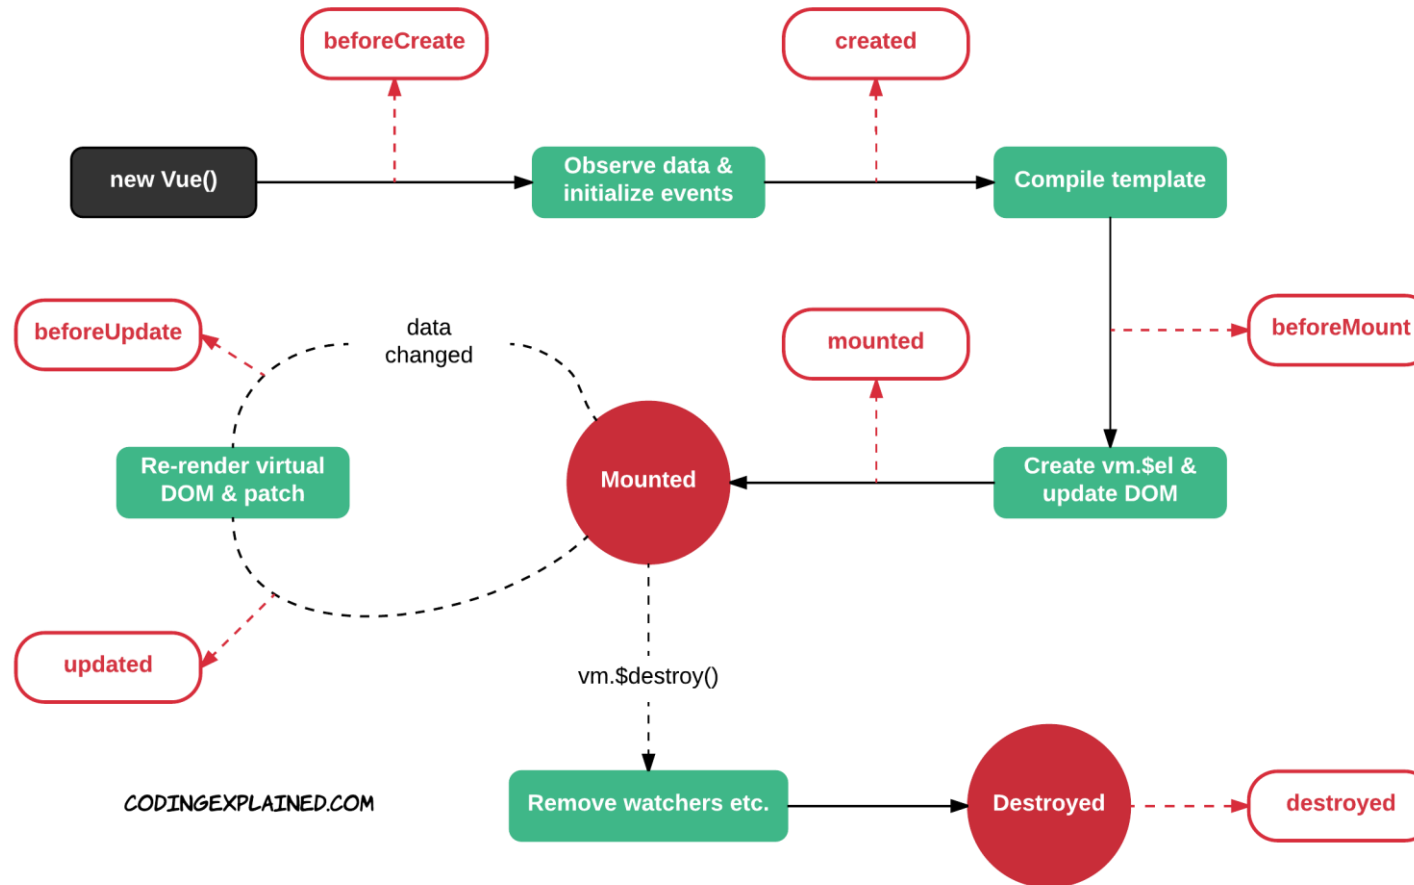 beforeCreate
created
new Vue()
Observe data &
initialize events
Compile template
beforeUpdate
data
changed
mounted
beforeMount
Re-render virtual
DOM & patch
Mounted
Create vm.$el &
update DOM
updated
vm.$destroy()
CODINGEXPLAINED.COM
Remove watchers etc.
Destroyed
destroyed